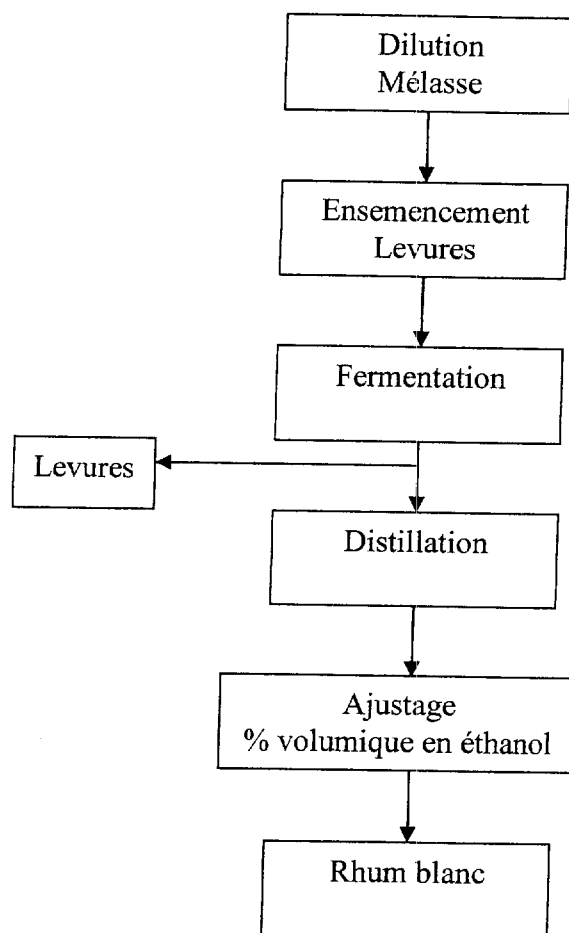 Dilution
Mélasse
Ensemencement
Levures
Fermentation
Levures
Distillation
Ajustage
% volumique en éthanol
Rhum blanc